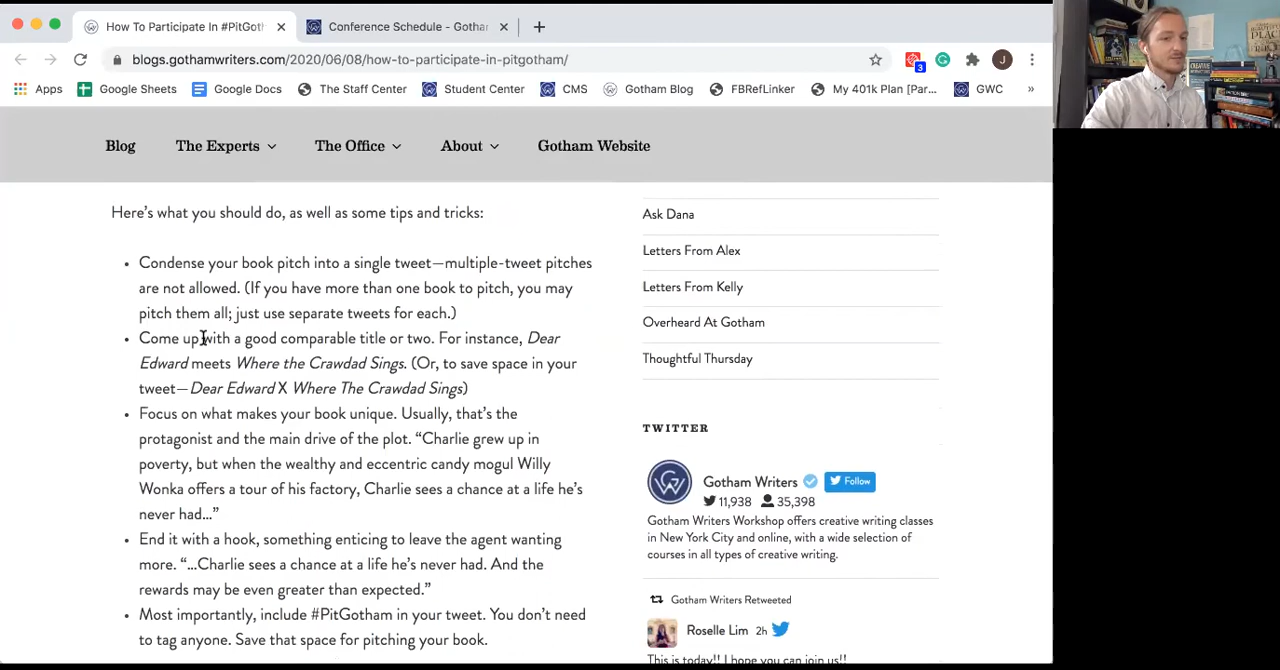 How To Participate In #PitGoth
Conference Schedule - Gotha
blogs.gothamwriters.com/2020/06/08/how-to-participate-in-pitgotham/
3
J
Apps
Google Sheets
Google Docs
The Staff Center
Student Center
CMS
Gotham Blog
FBRefLinker
My 401k Plan [Par...
GWC
»
Blog
The Experts
The Office
About
Gotham Website
Here's what you should do, as well as some tips and tricks:
• Condense your book pitch into a single tweet—multiple-tweet pitches
are not allowed. (If you have more than one book to pitch, you may
pitch them all; just use separate tweets for each.)
• Come up with a good comparable title or two. For instance, Dear
Edward meets Where the Crawdad Sings. (Or, to save space in your
tweet—Dear Edward X Where The Crawdad Sings)
• Focus on what makes your book unique. Usually, that's the
protagonist and the main drive of the plot. "Charlie grew up in
poverty, but when the wealthy and eccentric candy mogul Willy
Wonka offers a tour of his factory, Charlie sees a chance at a life he's
never had..."
• End it with a hook, something enticing to leave the agent wanting
more. "...Charlie sees a chance at a life he's never had. And the
rewards may be even greater than expected."
• Most importantly, include #PitGotham in your tweet. You don't need
to tag anyone. Save that space for pitching your book.
Ask Dana
Letters From Alex
Letters From Kelly
Overheard At Gotham
Thoughtful Thursday
TWITTER
Gotham Writers
Follow
11,938 35,398
Gotham Writers Workshop offers creative writing classes
in New York City and online, with a wide selection of
courses in all types of creative writing.
Gotham Writers Retweeted
Roselle Lim 2h
This is today!! I hope you can join us!!